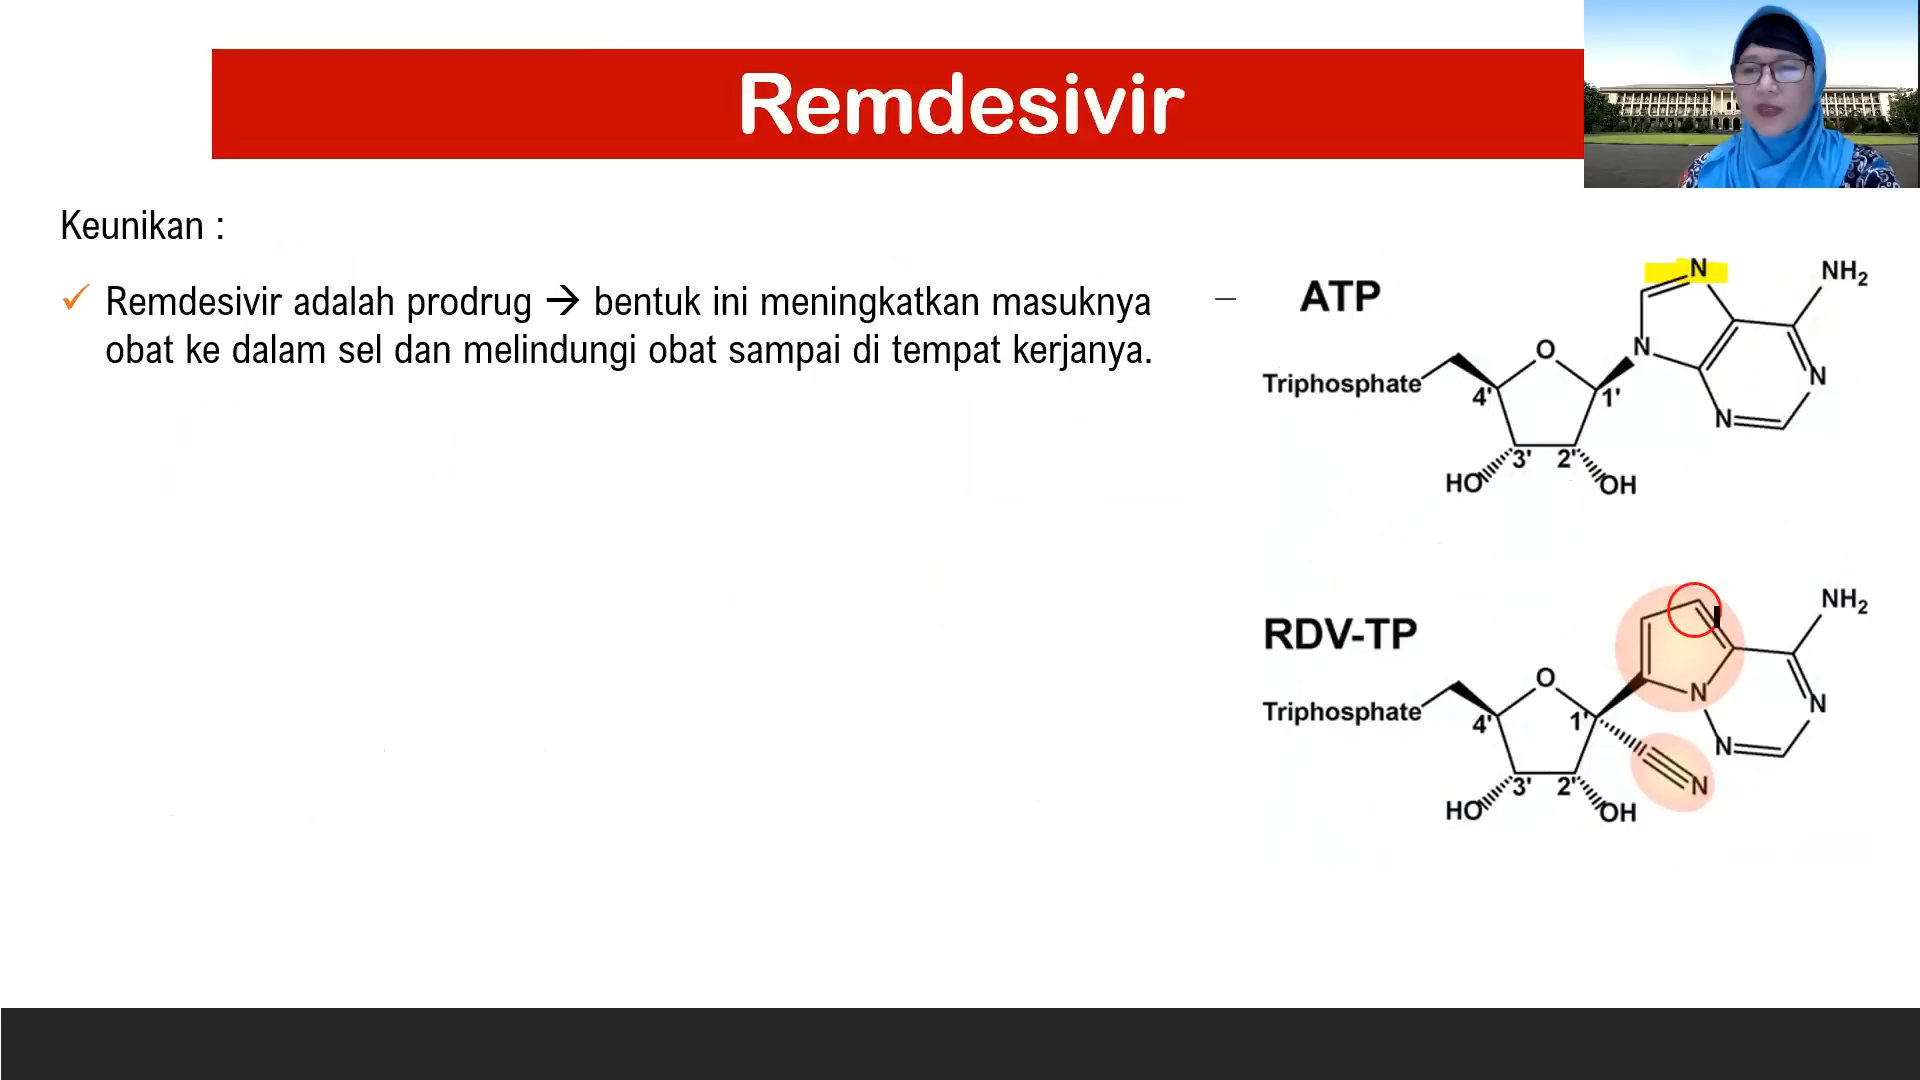 Remdesivir
Keunikan :
✓ Remdesivir adalah prodrug → bentuk ini meningkatkan masuknya
obat ke dalam sel dan melindungi obat sampai di tempat kerjanya.
ATP
N
NH₂
O
N
Triphosphate
4'
1'
N
N
3'
2'
HO
OH
RDV-TP
NH₂
O
N
Triphosphate
4'
1'
N
N
N
3'
2'
HO
OH